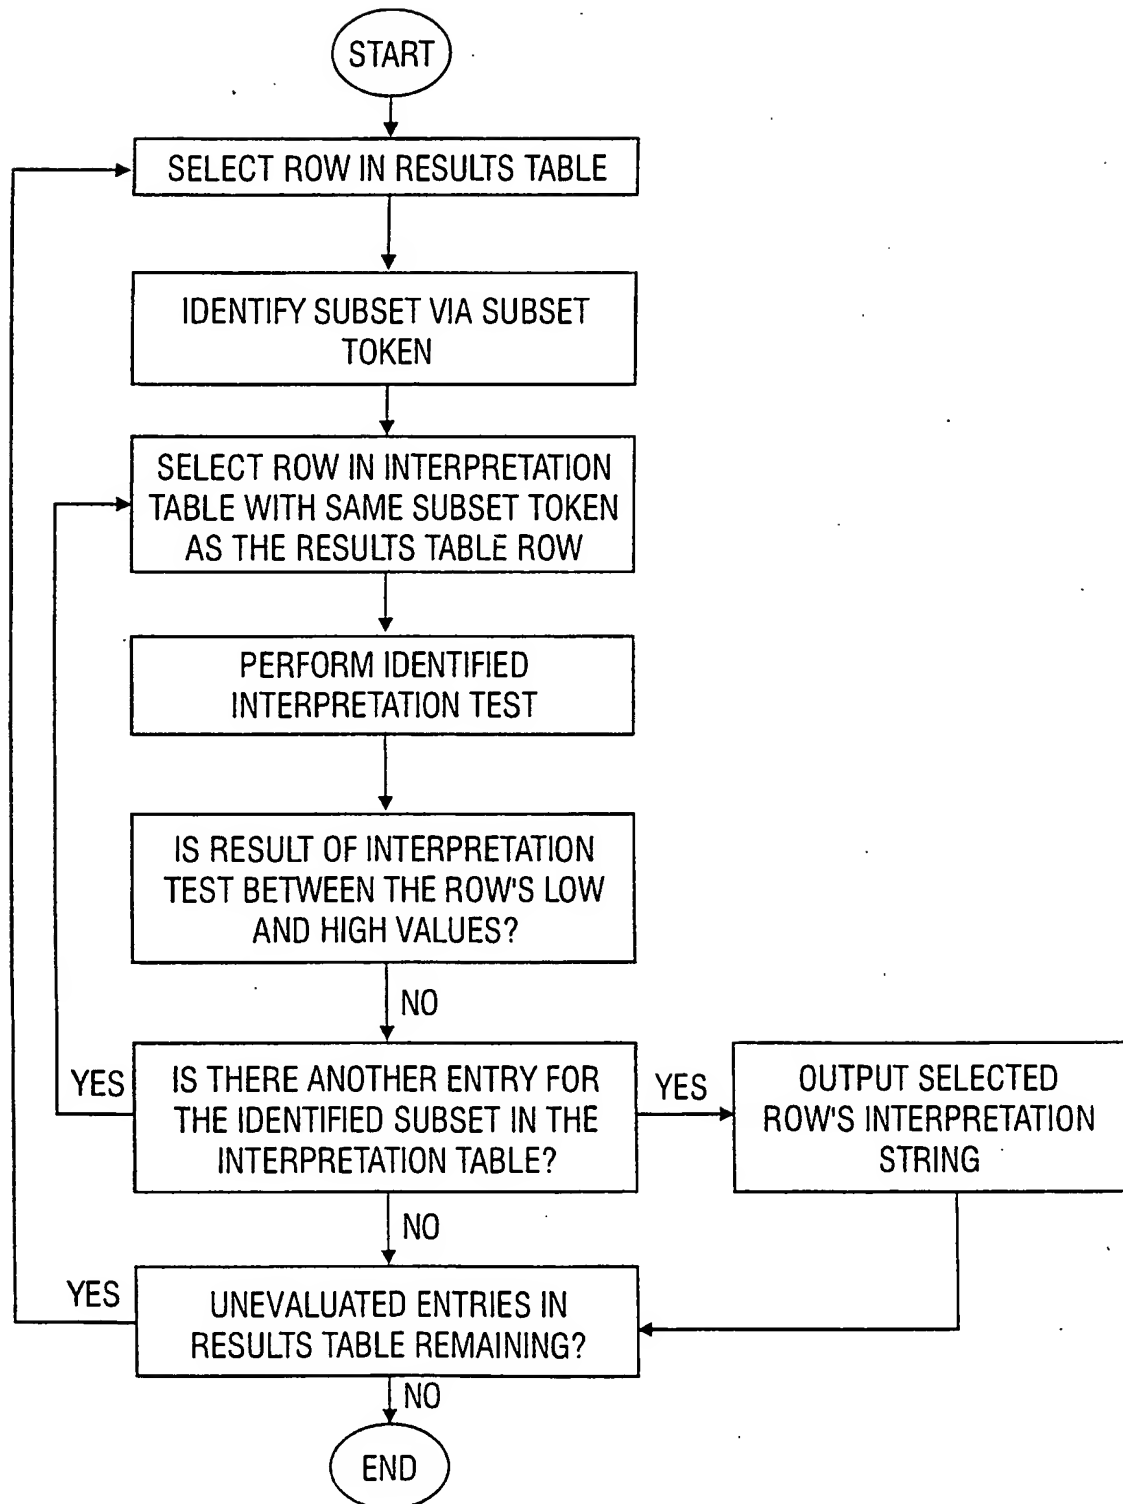 START
SELECT ROW IN RESULTS TABLE
IDENTIFY SUBSET VIA SUBSET
TOKEN
SELECT ROW IN INTERPRETATION
TABLE WITH SAME SUBSET TOKEN
AS THE RESULTS TABLE ROW
PERFORM IDENTIFIED
INTERPRETATION TEST
IS RESULT OF INTERPRETATION
TEST BETWEEN THE ROW'S LOW
AND HIGH VALUES?
NO
YES
IS THERE ANOTHER ENTRY FOR
THE IDENTIFIED SUBSET IN THE
INTERPRETATION TABLE?
YES
OUTPUT SELECTED
ROW'S INTERPRETATION
STRING
NO
YES
UNEVALUATED ENTRIES IN
RESULTS TABLE REMAINING?
NO
END